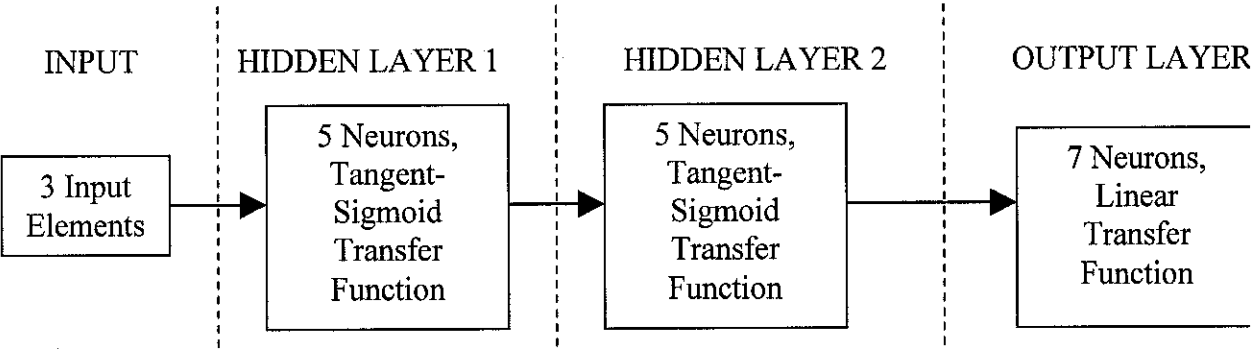 INPUT
HIDDEN LAYER 1
HIDDEN LAYER 2
OUTPUT LAYER
3 Input
Elements
5 Neurons,
Tangent-
Sigmoid
Transfer
Function
5 Neurons,
Tangent-
Sigmoid
Transfer
Function
7 Neurons,
Linear
Transfer
Function